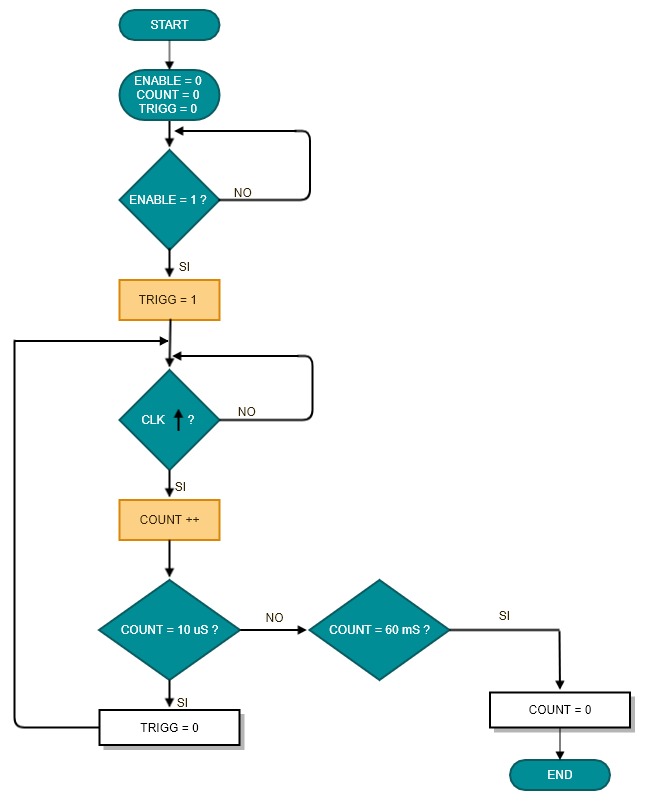 START
ENABLE = 0
COUNT = 0
TRIGG = 0
ENABLE = 1 ?
NO
SI
TRIGG = 1
CLK ↑ ?
NO
SI
COUNT ++
COUNT = 10 uS ?
NO
COUNT = 60 mS ?
SI
SI
TRIGG = 0
COUNT = 0
END